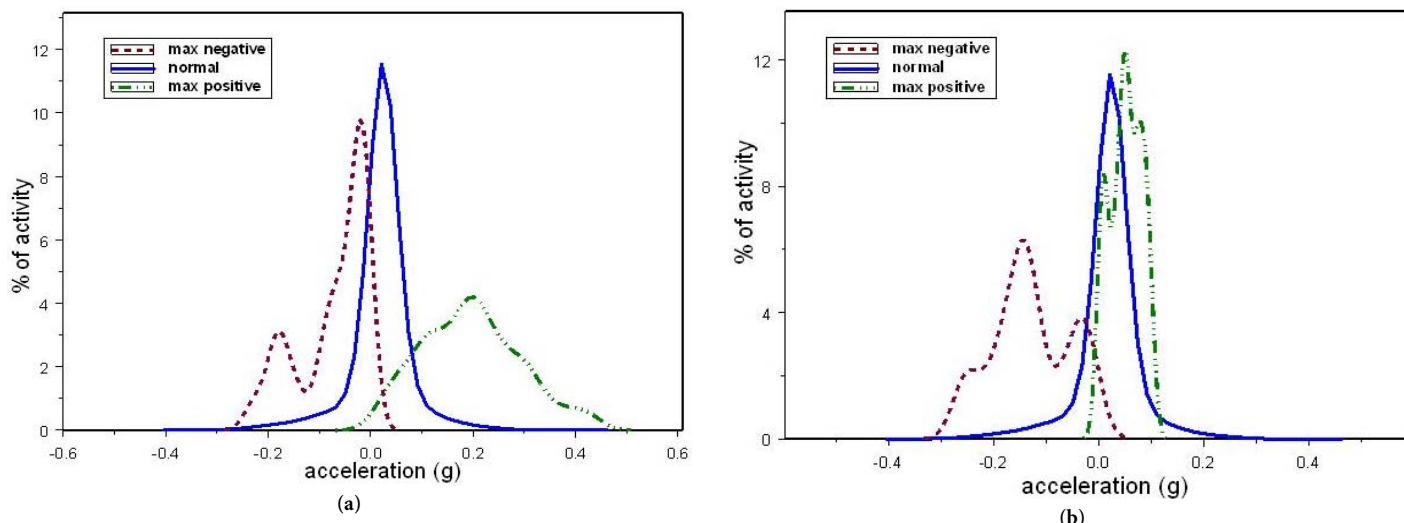 12
10
8
6
4
2
0
% of activity
max negative
normal
max positive
-0.6
-0.4
-0.2
0.0
0.2
0.4
0.6
acceleration (g)
(a)
12
8
4
0
% of activity
max negative
normal
max positive
-0.4
-0.2
0.0
0.2
0.4
acceleration (g)
(b)